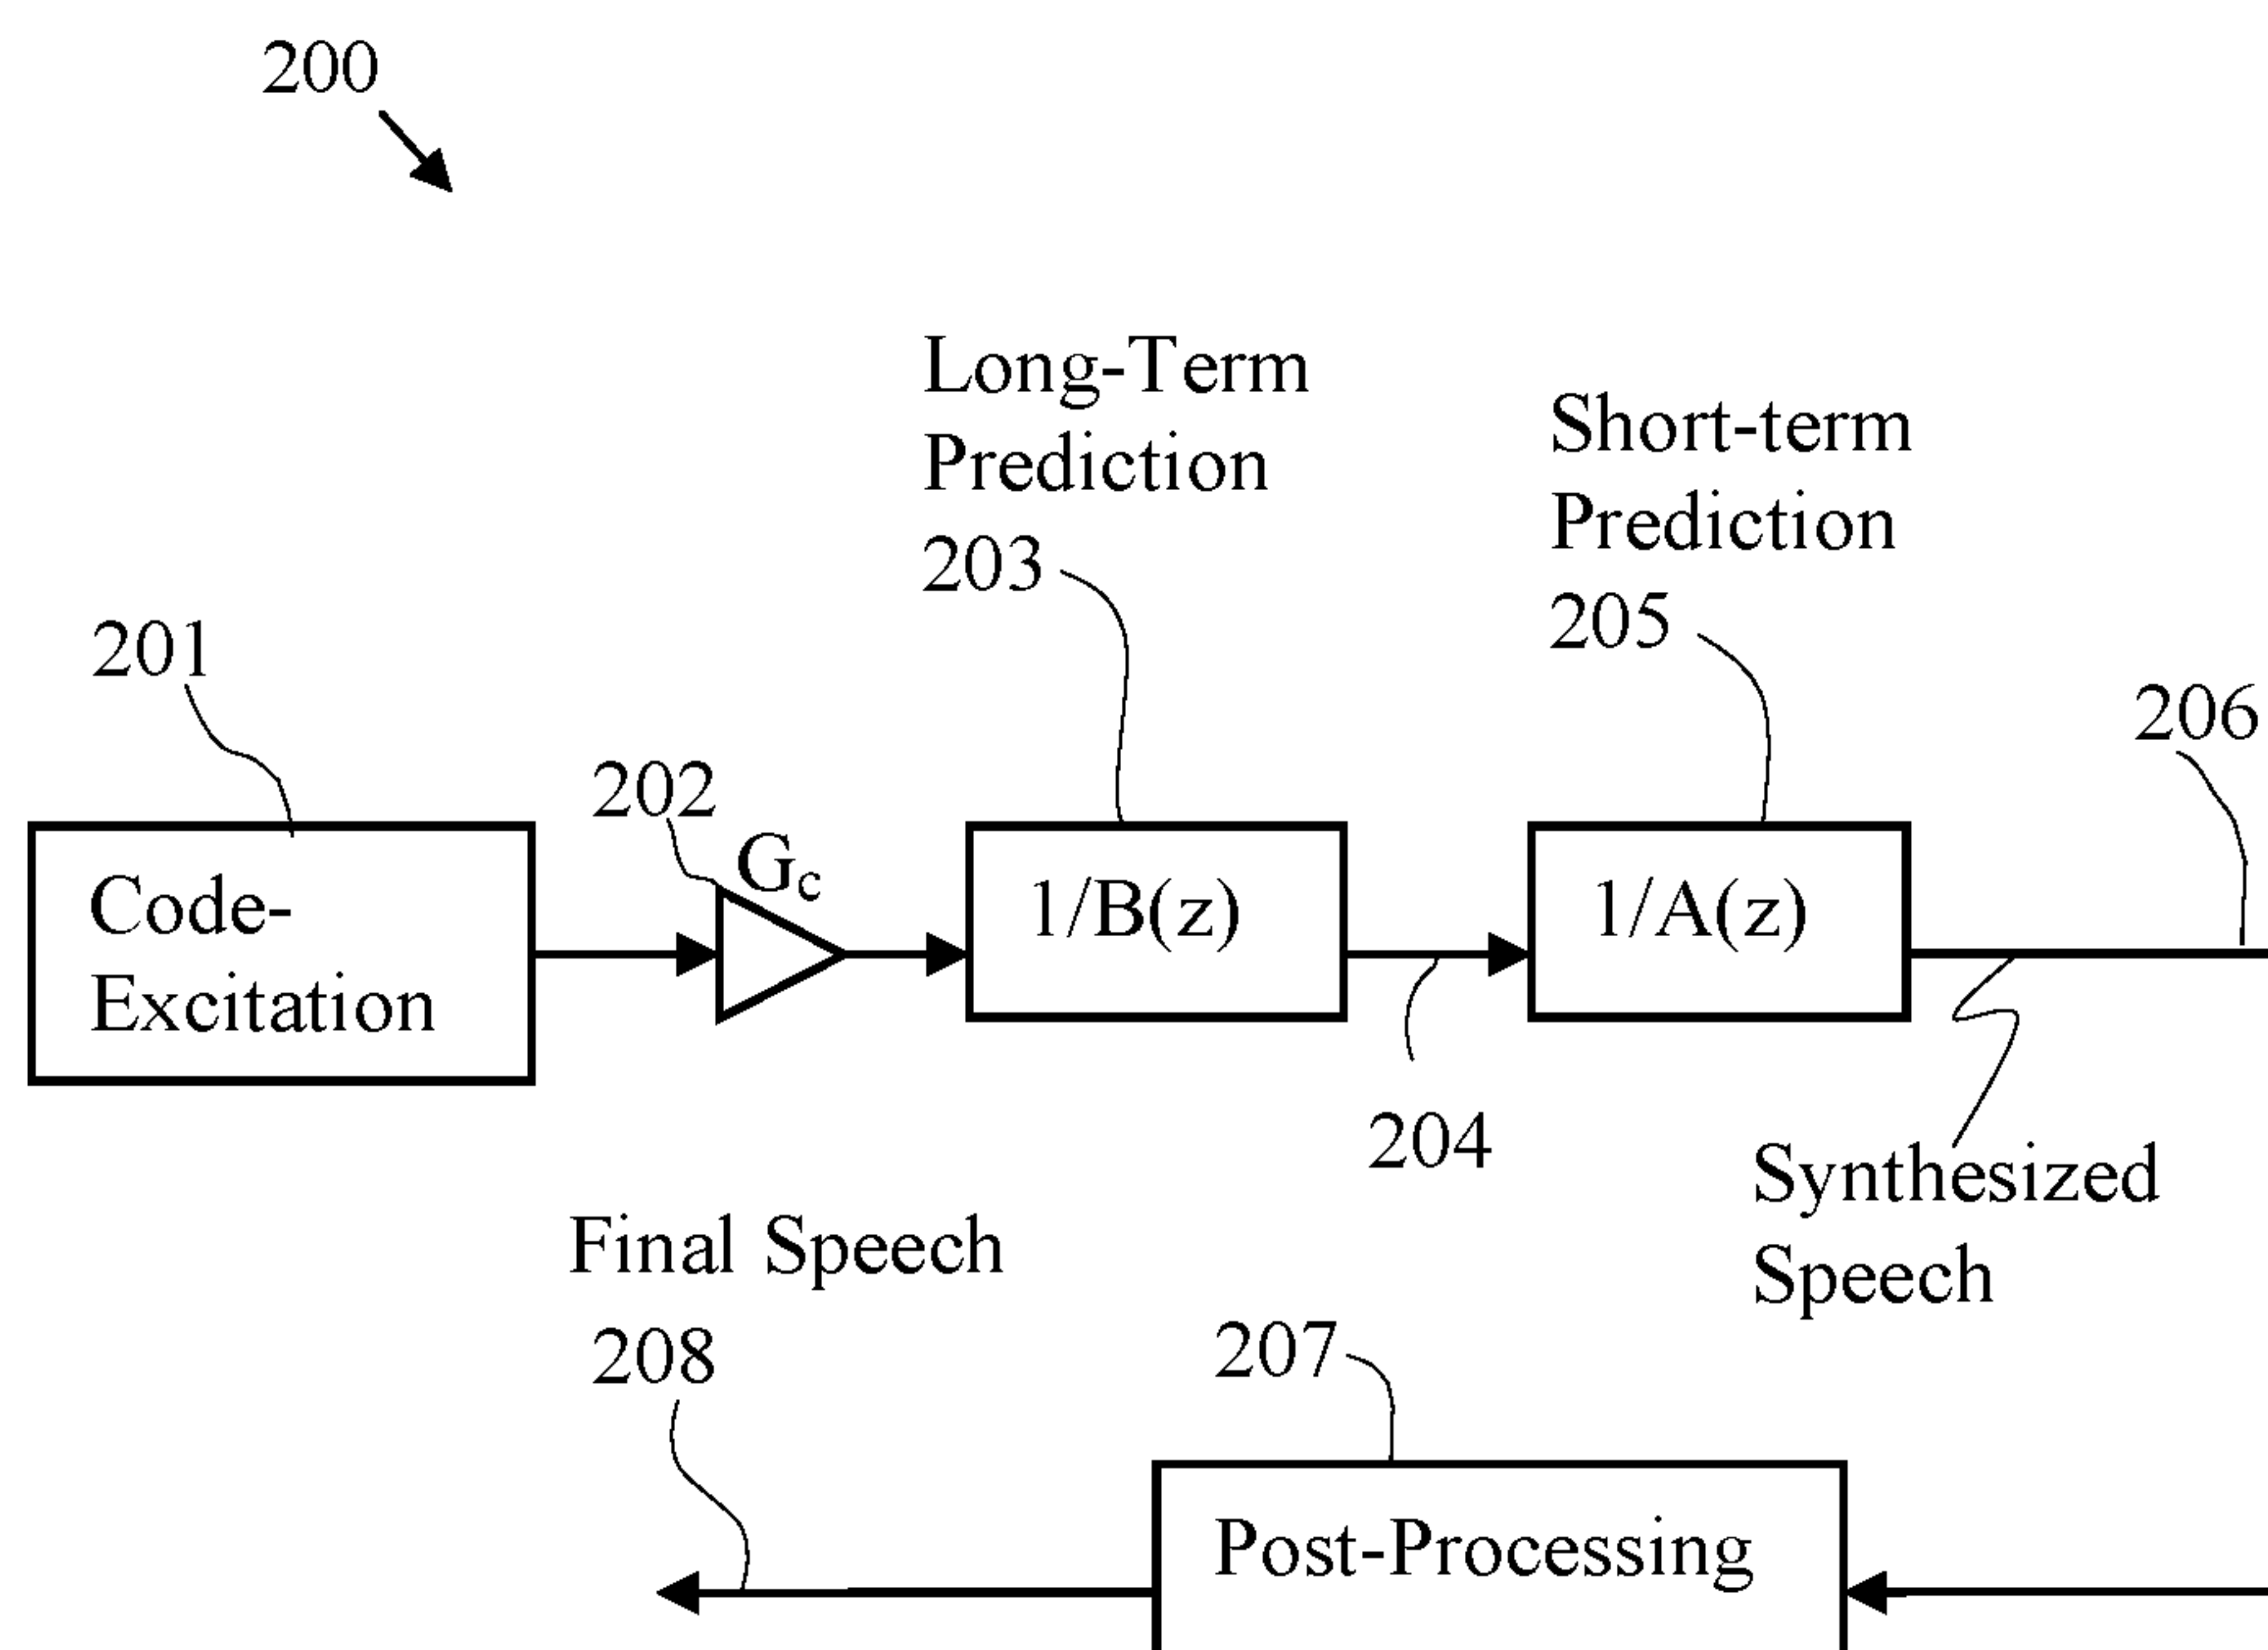 200
Long-Term
Prediction
203
Short-term
Prediction
205
201
206
202
G_c
Code-
Excitation
1/B(z)
1/A(z)
204
Synthesized
Speech
Final Speech
208
207
Post-Processing